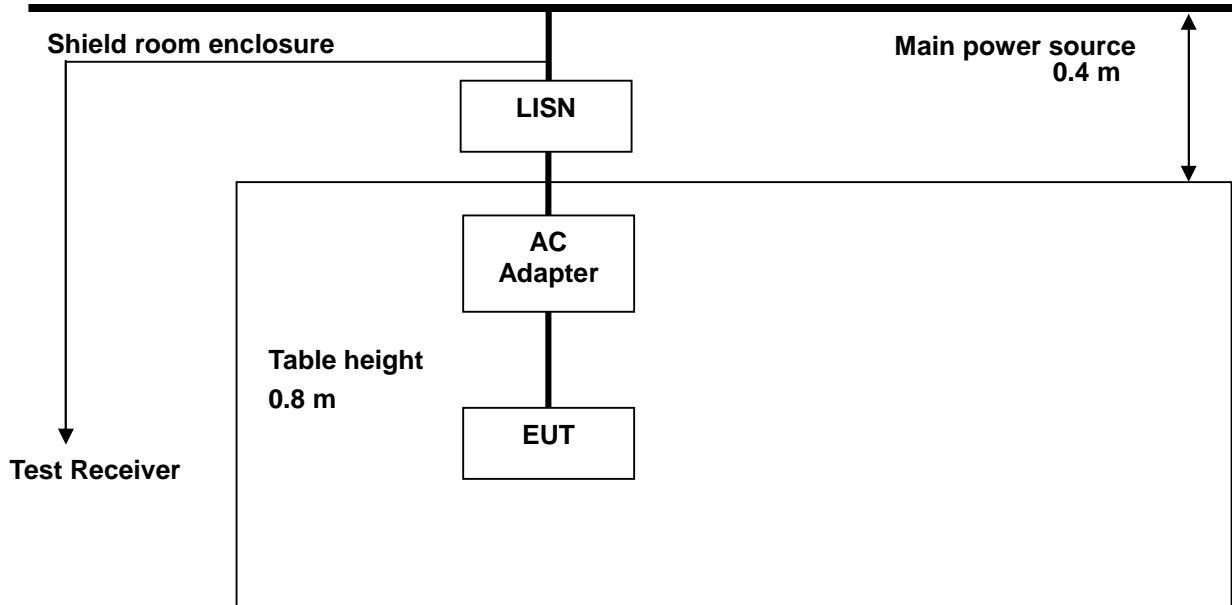 Shield room enclosure
Main power source
0.4 m
LISN
AC
Adapter
Table height
0.8 m
EUT
Test Receiver